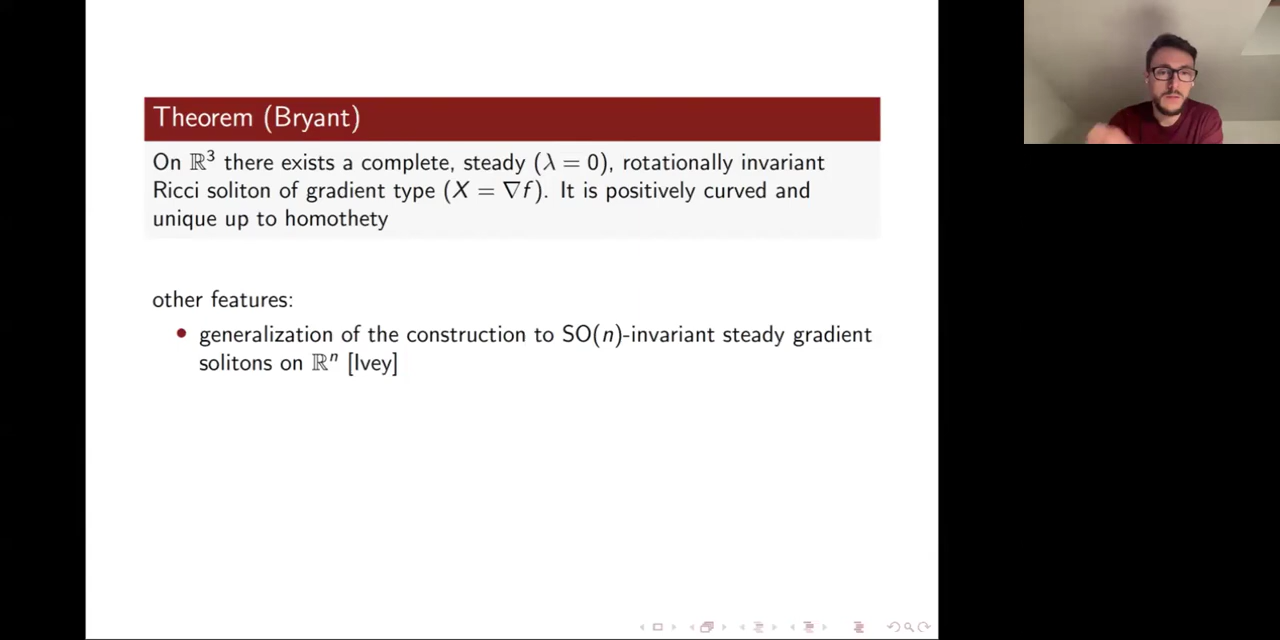 Theorem (Bryant)
On ℝ³ there exists a complete, steady (λ = 0), rotationally invariant
Ricci soliton of gradient type (X = ∇f). It is positively curved and
unique up to homothety
other features:
• generalization of the construction to SO(n)-invariant steady gradient
solitons on ℝⁿ [Ivey]